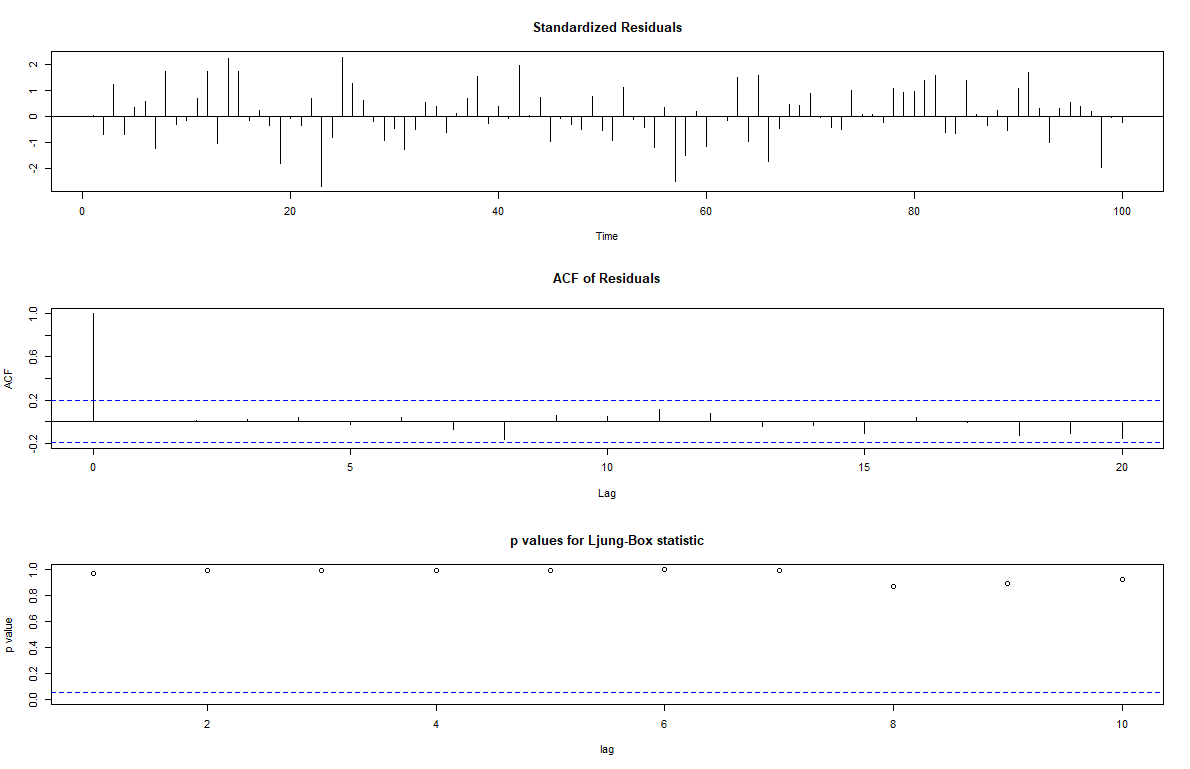 Standardized Residuals
2
1
0
-1
-2
0 20 40 60 80 100
Time
ACF of Residuals
1.0
0.6
0.2
-0.2
ACF
0 5 10 15 20
Lag
p values for Ljung-Box statistic
1.0
0.8
0.6
0.4
0.2
0.0
p value
2 4 6 8 10
lag